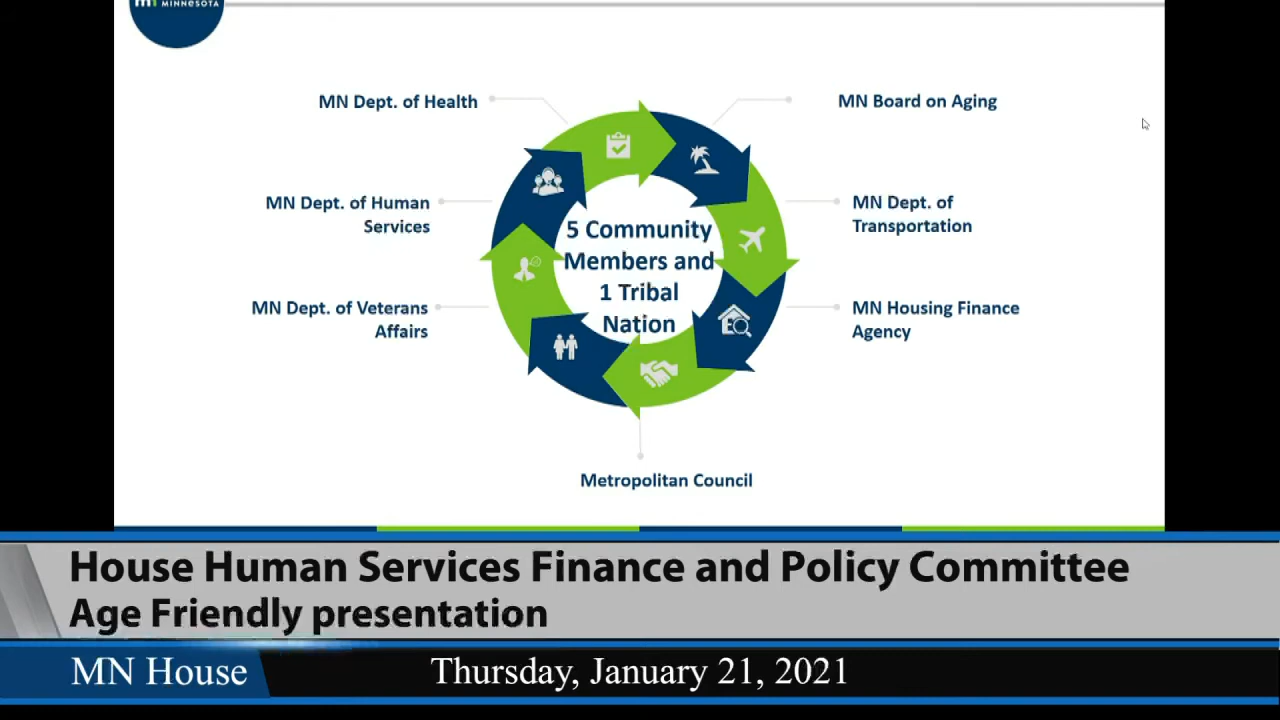 MINNESOTA
MN Dept. of Health
MN Board on Aging
MN Dept. of Human
Services
MN Dept. of
Transportation
5 Community
Members and
1 Tribal
Nation
MN Dept. of Veterans
Affairs
MN Housing Finance
Agency
Metropolitan Council
House Human Services Finance and Policy Committee
Age Friendly presentation
MN House
Thursday, January 21, 2021